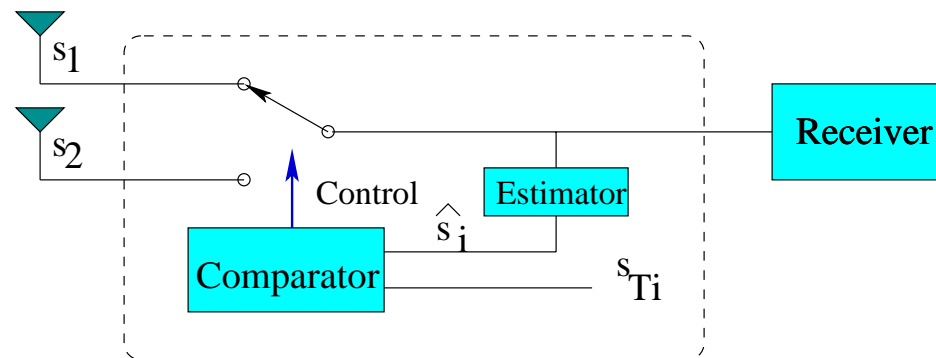 s1
s2
Receiver
Control
Estimator
ŝi
Comparator
sTi